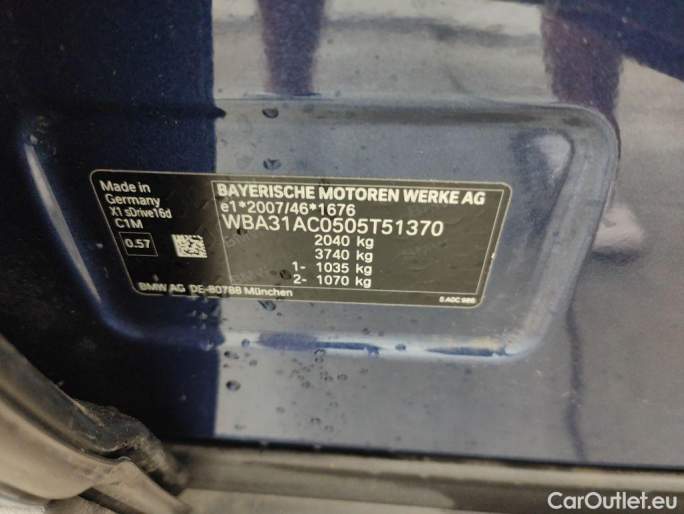 Made in
Germany
X1 sDrive16d
C1M
0.57
BAYERISCHE MOTOREN WERKE AG
e1*2007/46*1676
WBA31AC0505T51370
2040 kg
3740 kg
1- 1035 kg
2- 1070 kg
BMW AG DE-80788 München
CarOutlet.eu